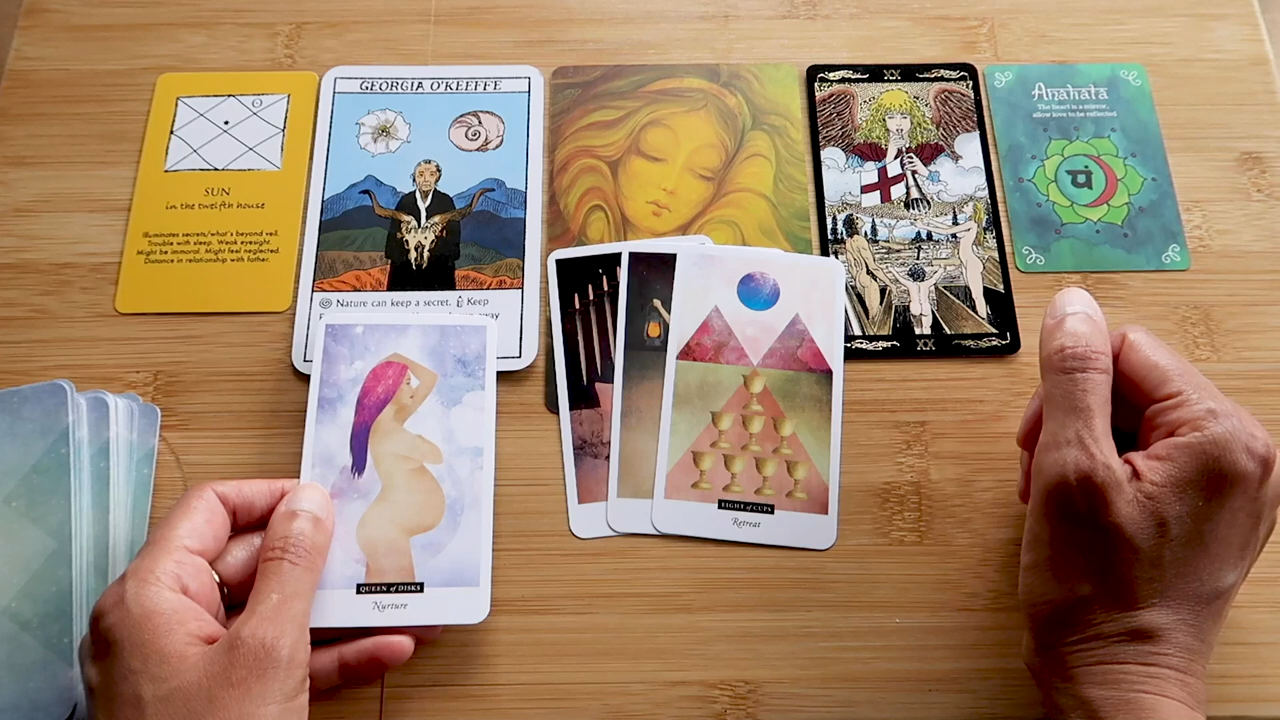 SUN
in the twelfth house
Illuminates secrets/what's beyond veil.
Trouble with sleep. Weak eyesight.
Might be immoral. Might feel neglected.
Distance in relationship with father.
GEORGIA O'KEEFFE
Nature can keep a secret. Keep
away
XX
XX
Anahata
The heart is a mirror,
allow love to be reflected
पं
QUEEN of DISKS
Nurture
EIGHT of CUPS
Retreat